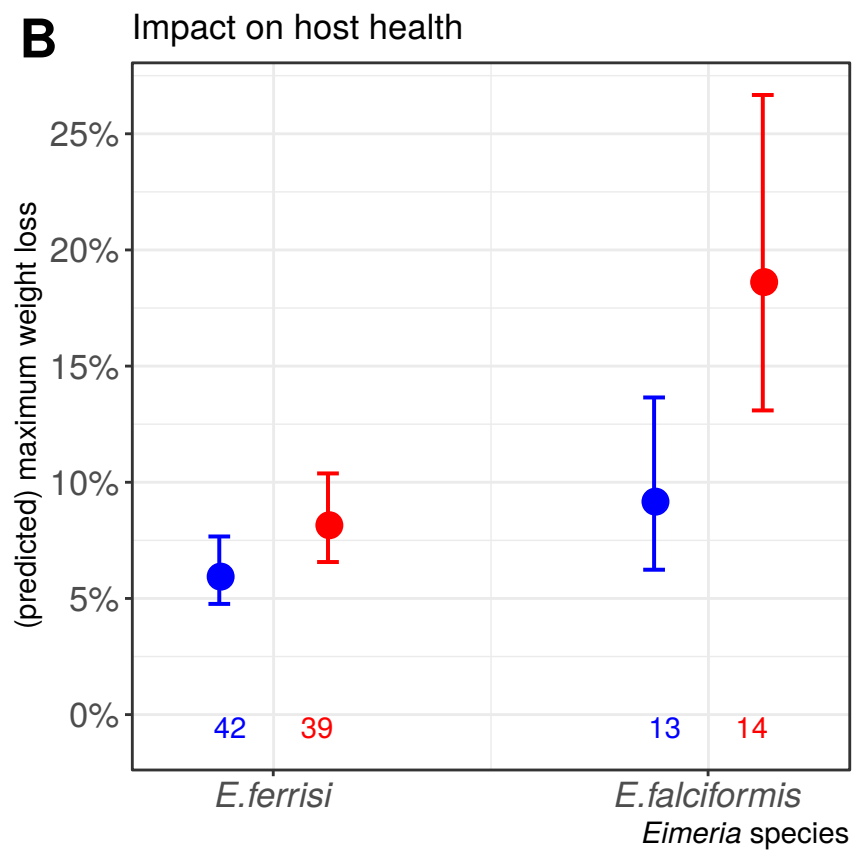 B
Impact on host health
(predicted) maximum weight loss
25%
20%
15%
10%
5%
0%
42 39 13 14
E.ferrisi E.falciformis
Eimeria species